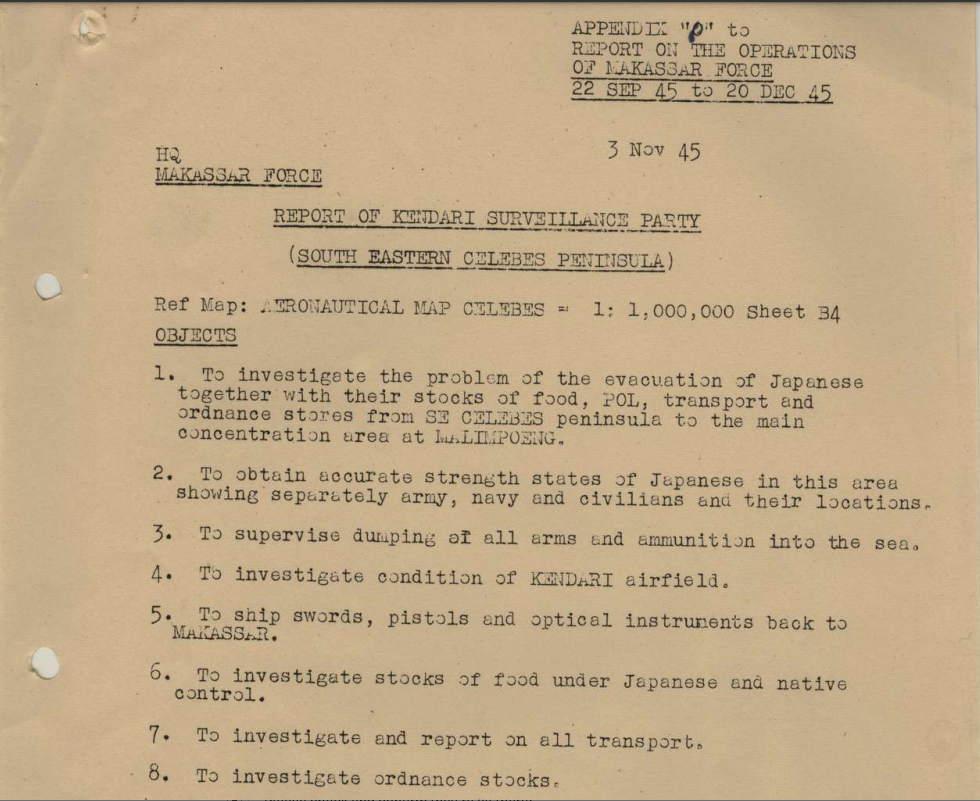 APPENDIX "P" to
REPORT ON THE OPERATIONS
OF MAKASSAR FORCE
22 SEP 45 to 20 DEC 45
3 Nov 45
HQ
MAKASSAR FORCE
REPORT OF KENDARI SURVEILLANCE PARTY
(SOUTH EASTERN CELEBES PENINSULA)
Ref Map: AERONAUTICAL MAP CELEBES = 1: 1,000,000 Sheet B4
OBJECTS
1. To investigate the problem of the evacuation of Japanese
together with their stocks of food, POL, transport and
ordnance stores from SE CELEBES peninsula to the main
concentration area at MALIMPOENG.
2. To obtain accurate strength states of Japanese in this area
showing separately army, navy and civilians and their locations.
3. To supervise dumping of all arms and ammunition into the sea.
4. To investigate condition of KENDARI airfield.
5. To ship swords, pistols and optical instruments back to
MAKASSAR.
6. To investigate stocks of food under Japanese and native
control.
7. To investigate and report on all transport.
8. To investigate ordnance stocks.